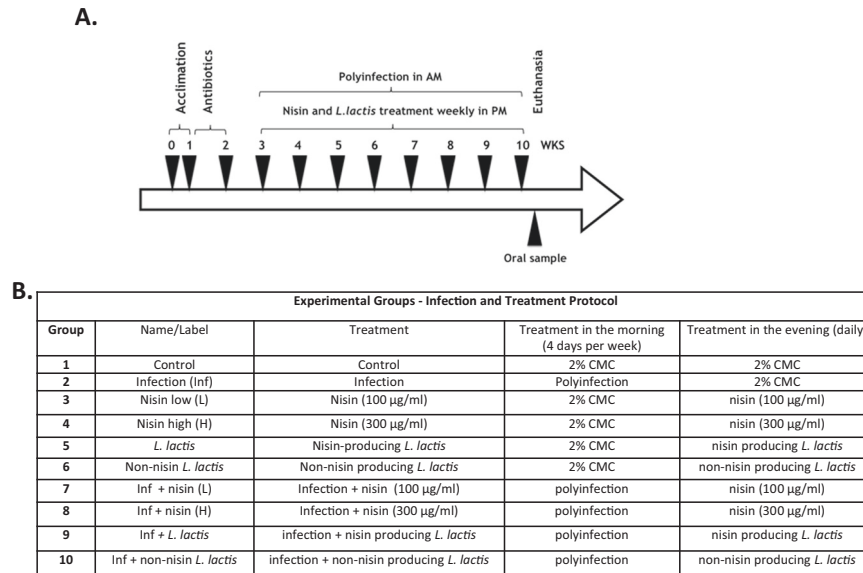 A.
Acclimation
Antibiotics
Polyinfection in AM
Nisin and L.lactis treatment weekly in PM
Euthanasia
0 1 2 3 4 5 6 7 8 9 10 WKS
Oral sample
B.
Experimental Groups - Infection and Treatment Protocol
Group Name/Label Treatment Treatment in the morning (4 days per week) Treatment in the evening (daily
1 Control Control 2% CMC 2% CMC
2 Infection (Inf) Infection Polyinfection 2% CMC
3 Nisin low (L) Nisin (100 µg/ml) 2% CMC nisin (100 µg/ml)
4 Nisin high (H) Nisin (300 µg/ml) 2% CMC nisin (300 µg/ml)
5 L. lactis Nisin-producing L. lactis 2% CMC nisin producing L. lactis
6 Non-nisin L. lactis Non-nisin producing L. lactis 2% CMC non-nisin producing L. lactis
7 Inf + nisin (L) Infection + nisin (100 µg/ml) polyinfection nisin (100 µg/ml)
8 Inf + nisin (H) Infection + nisin (300 µg/ml) polyinfection nisin (300 µg/ml)
9 Inf + L. lactis infection + nisin producing L. lactis polyinfection nisin producing L. lactis
10 Inf + non-nisin L. lactis infection + non-nisin producing L. lactis polyinfection non-nisin producing L. lactis